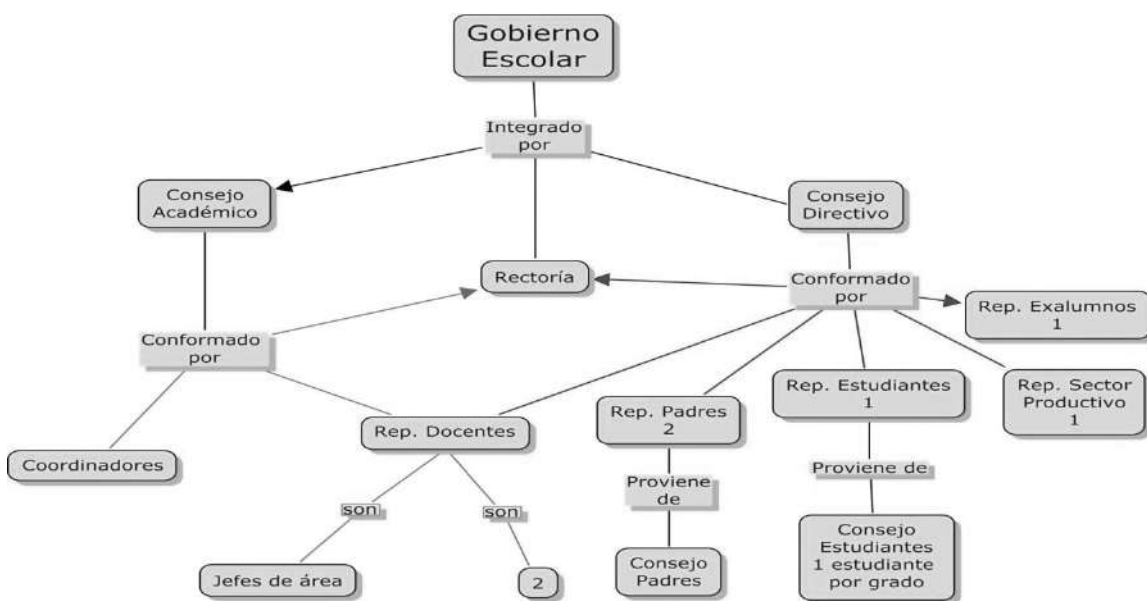 Gobierno
Escolar
Integrado
por
Consejo
Académico
Consejo
Directivo
Rectoría
Conformado
por
Rep. Exalumnos
1
Conformado
por
Rep. Estudiantes
1
Rep. Sector
Productivo
1
Rep. Padres
2
Rep. Docentes
Coordinadores
Proviene de
Proviene
de
son
son
Consejo
Estudiantes
1 estudiante
por grado
Consejo
Padres
Jefes de área
2